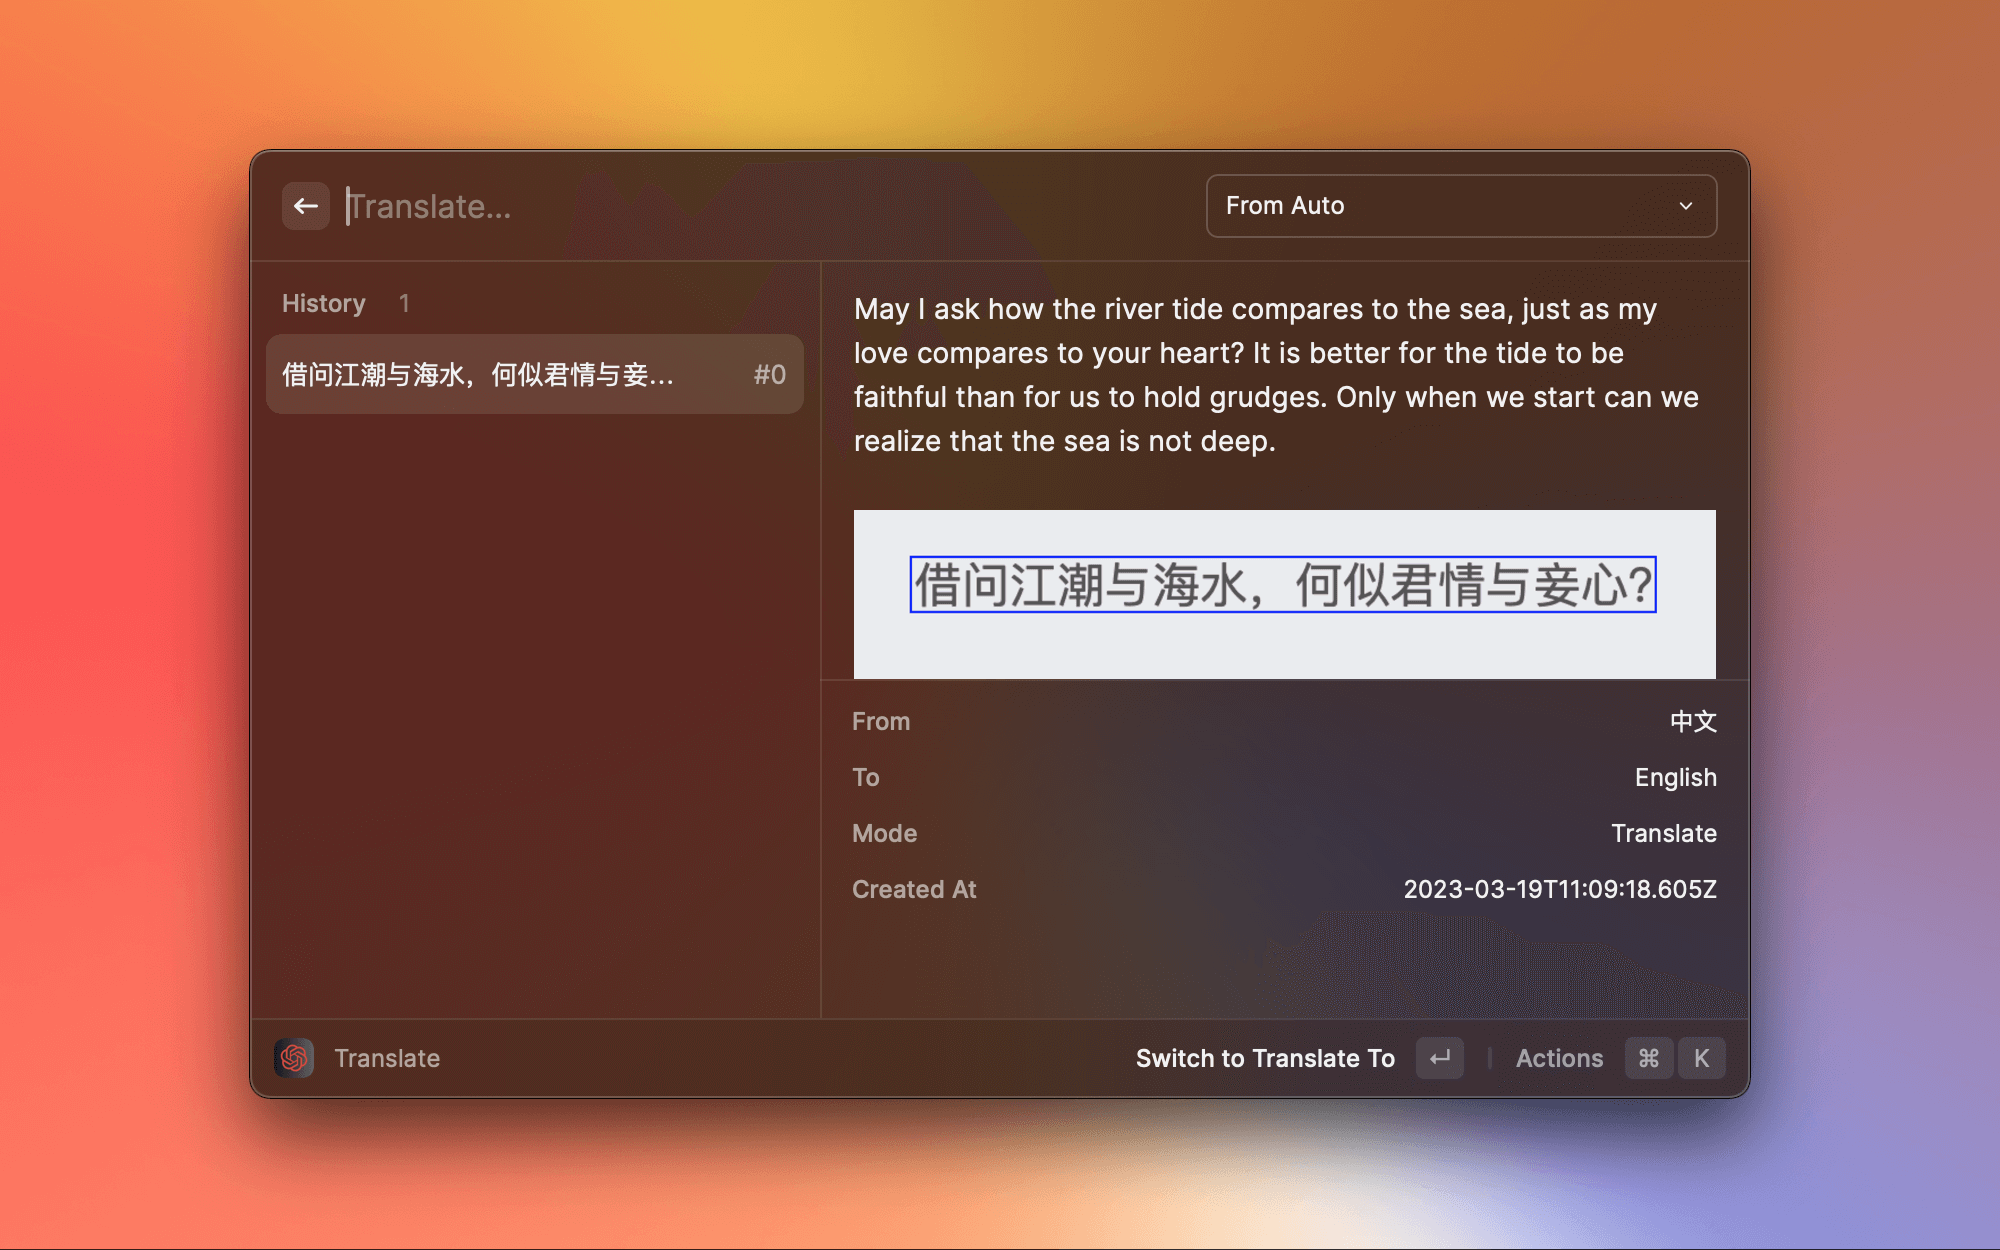 Translate...
From Auto
History 1
借问江潮与海水，何似君情与妾... #0
May I ask how the river tide compares to the sea, just as my
love compares to your heart? It is better for the tide to be
faithful than for us to hold grudges. Only when we start can we
realize that the sea is not deep.
借问江潮与海水，何似君情与妾心?
From 中文
To English
Mode Translate
Created At 2023-03-19T11:09:18.605Z
Translate
Switch to Translate To ↵ | Actions ⌘ K